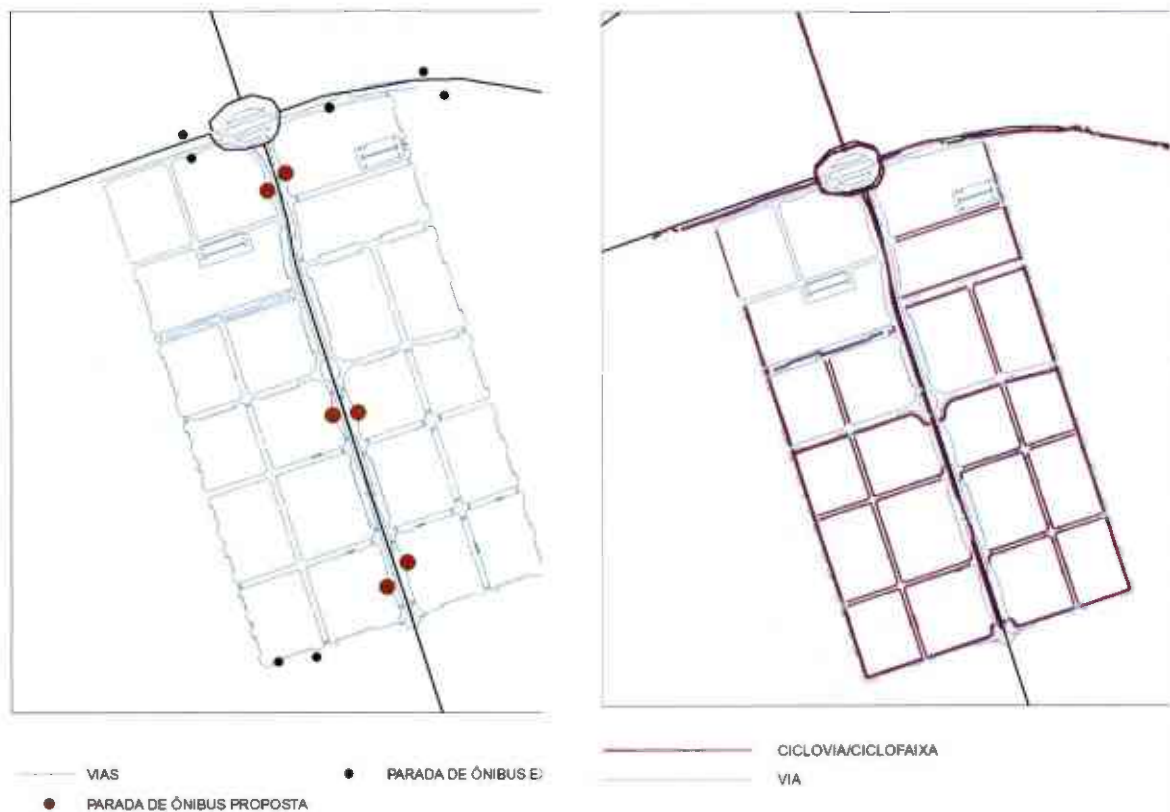 VIAS
PARADA DE ÔNIBUS
PARADA DE ÔNIBUS PROPOSTA
CICLOVIA/CICLOFAIXA
VIA